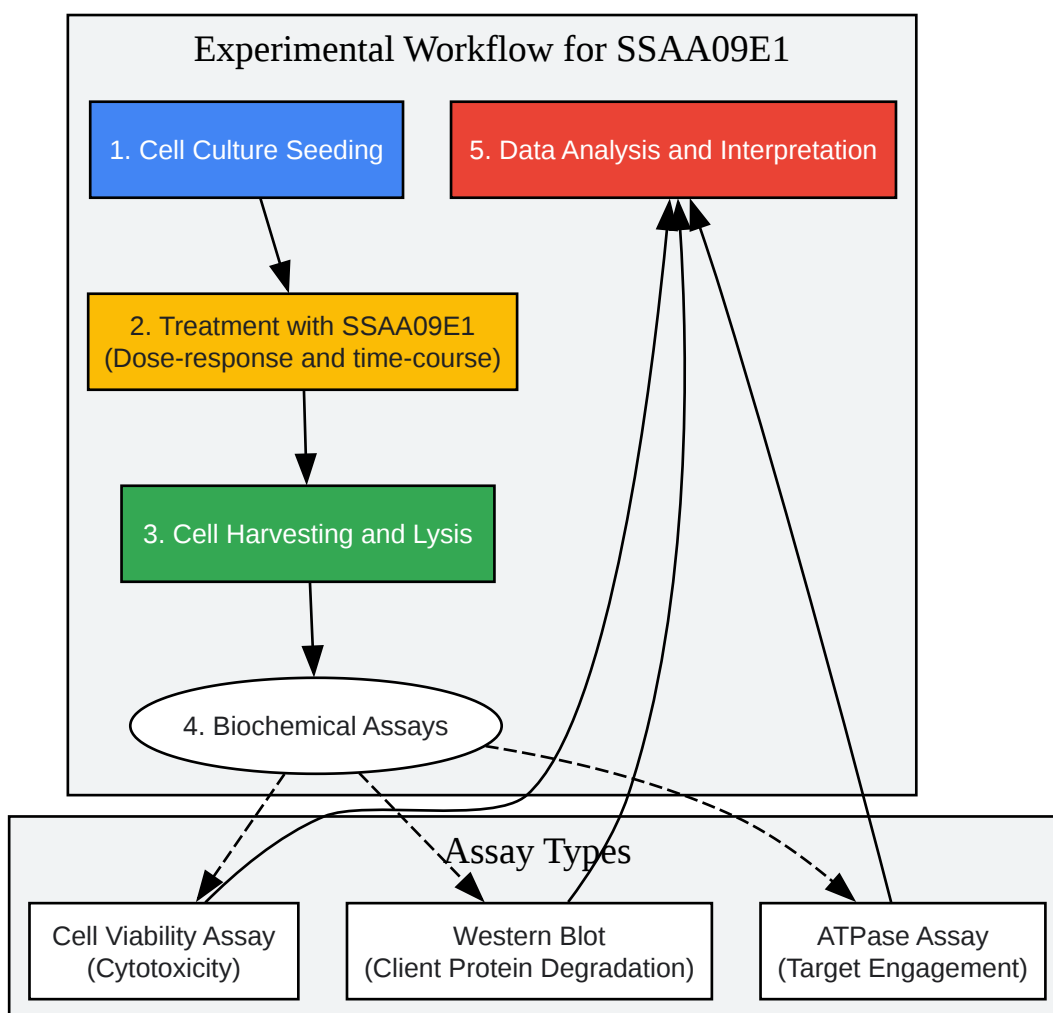 Experimental Workflow for SSAA09E1
1. Cell Culture Seeding
5. Data Analysis and Interpretation
2. Treatment with SSAA09E1
(Dose-response and time-course)
3. Cell Harvesting and Lysis
4. Biochemical Assays
Assay Types
Cell Viability Assay
(Cytotoxicity)
Western Blot
(Client Protein Degradation)
ATPase Assay
(Target Engagement)